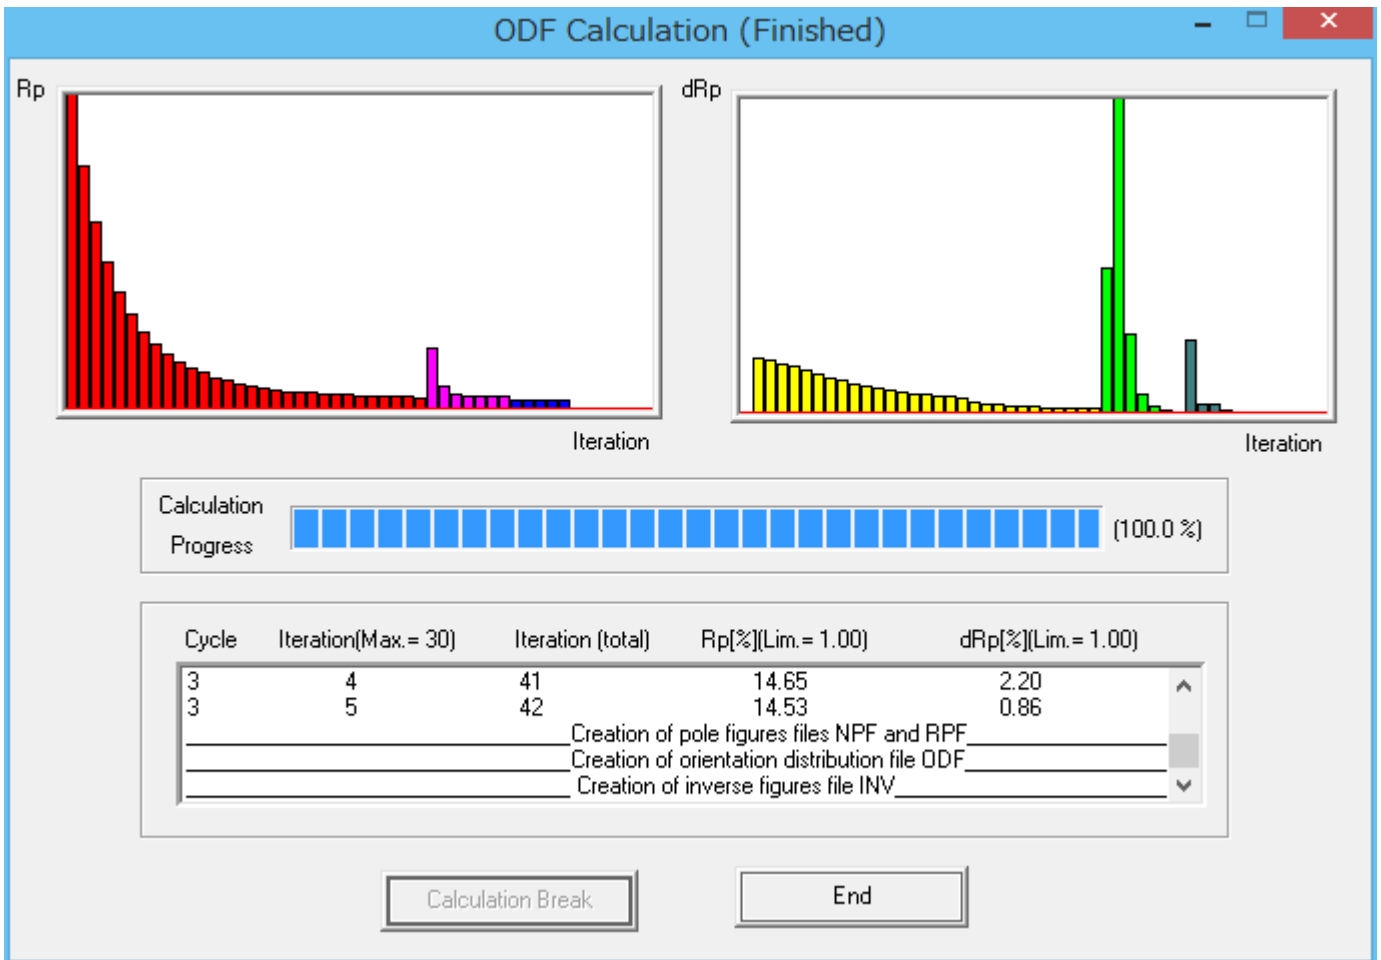 ODF Calculation (Finished)
Rp
dRp
Iteration
Iteration
Calculation
Progress
(100.0 %)
Cycle Iteration(Max.= 30) Iteration (total) Rp[%](Lim.= 1.00) dRp[%](Lim.= 1.00)
3 4 41 14.65 2.20
3 5 42 14.53 0.86
Creation of pole figures files NPF and RPF
Creation of orientation distribution file ODF
Creation of inverse figures file INV
Calculation Break
End